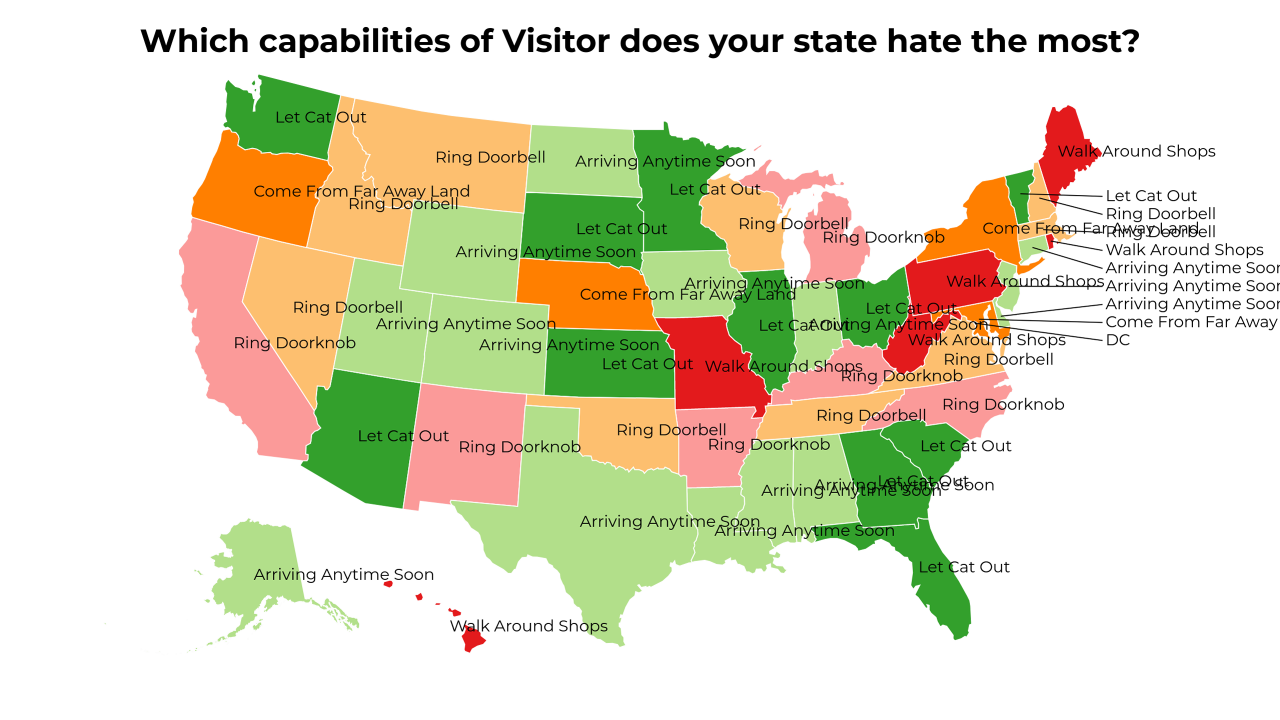 Which capabilities of Visitor does your state hate the most?
Let Cat Out
Walk Around Shops
Ring Doorbell
Arriving Anytime Soon
Let Cat Out
Come From Far Away Land
Let Cat Out
Ring Doorbell
Ring Doorbell
Let Cat Out
Ring Doorbell
Come From Far Away Land
Ring Doorbell
Ring Doorknob
Walk Around Shops
Arriving Anytime Soon
Arriving Anytime Soon
Walk Around Shops
Arriving Anytime Soon
Arriving Anytime Soon
Come From Far Away Land
Arriving Anytime Soon
Ring Doorbell
Let Cat Out
Come From Far Away
Arriving Anytime Soon
Let Cat Out
Arriving Anytime Soon
Walk Around Shops
DC
Ring Doorknob
Arriving Anytime Soon
Ring Doorbell
Let Cat Out
Walk Around Shops
Ring Doorknob
Ring Doorknob
Ring Doorbell
Ring Doorbell
Let Cat Out
Ring Doorknob
Ring Doorknob
Let Cat Out
Let Cat Out
Arriving Anytime Soon
Arriving Anytime Soon
Arriving Anytime Soon
Arriving Anytime Soon
Let Cat Out
Arriving Anytime Soon
Walk Around Shops